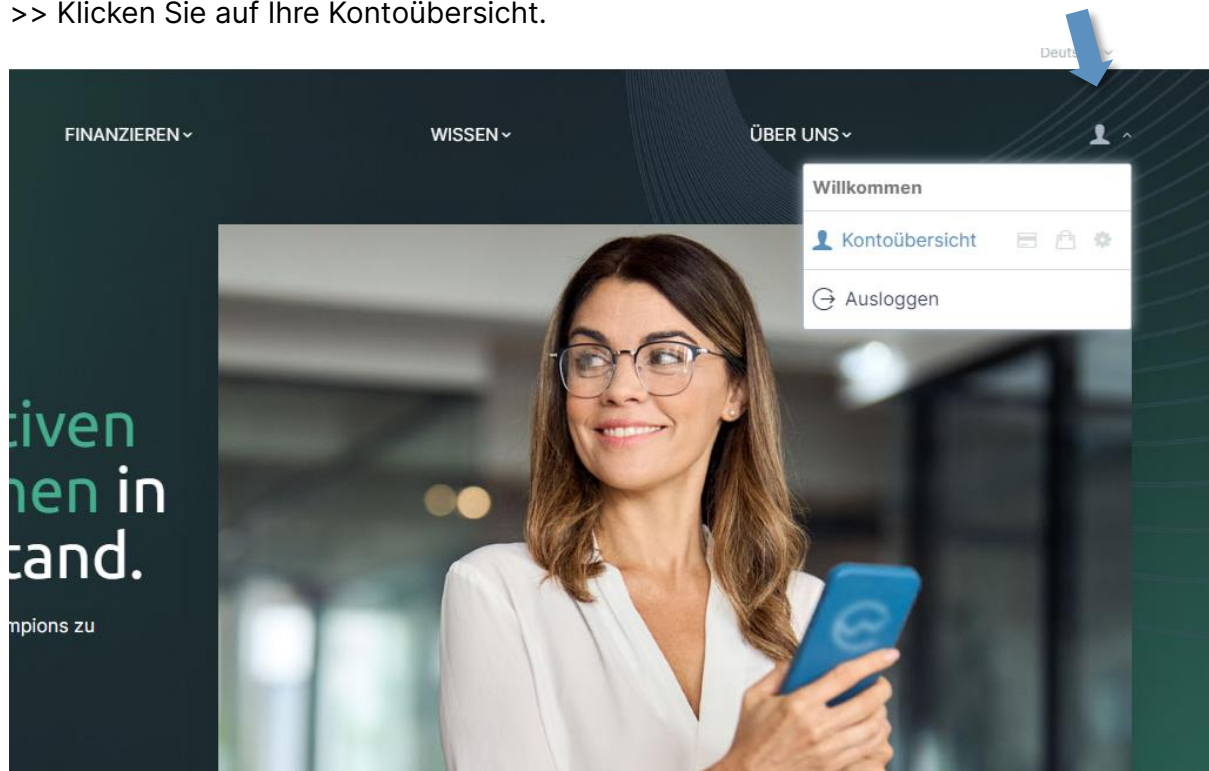 >> Klicken Sie auf Ihre Kontoübersicht.
FINANZIEREN
WISSEN
ÜBER UNS
Willkommen
Kontoübersicht
Ausloggen
tiven
nen in
tand.
mpions zu